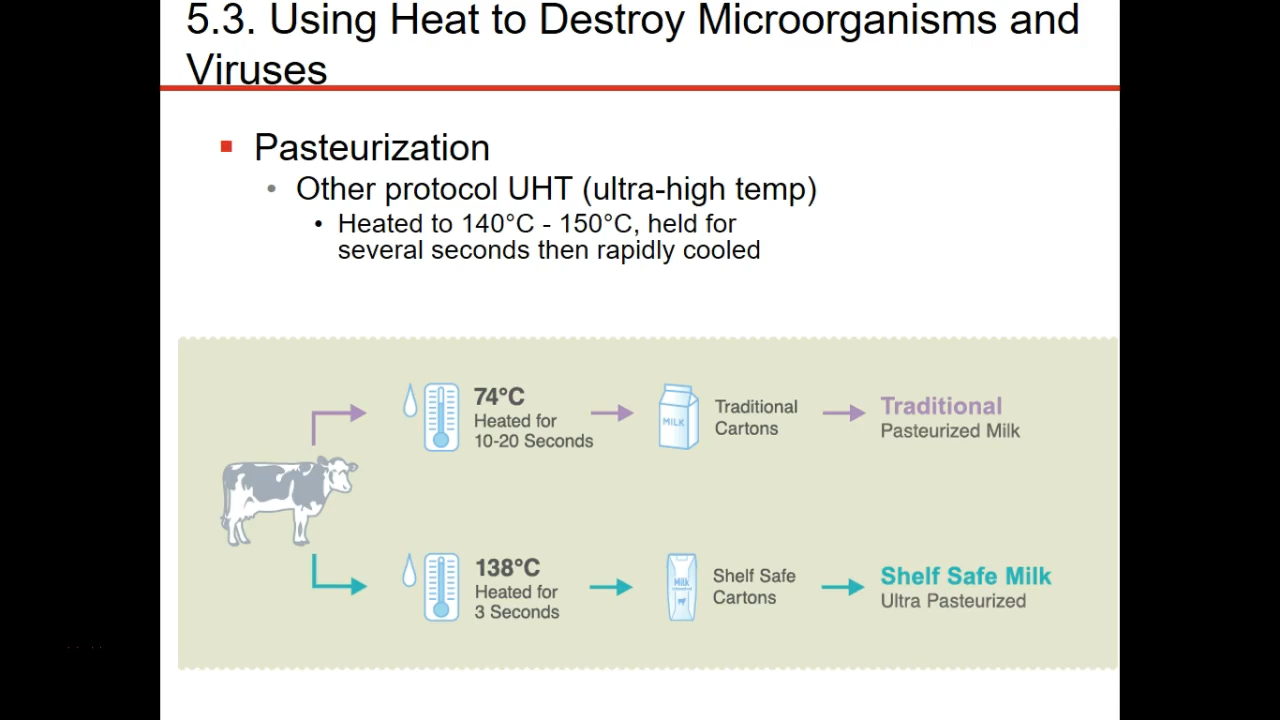 5.3. Using Heat to Destroy Microorganisms and
Viruses
Pasteurization
Other protocol UHT (ultra-high temp)
Heated to 140°C - 150°C, held for
several seconds then rapidly cooled
74°C
Heated for
10-20 Seconds
MILK
Traditional
Cartons
Traditional
Pasteurized Milk
138°C
Heated for
3 Seconds
Milk
Shelf Safe
Cartons
Shelf Safe Milk
Ultra Pasteurized